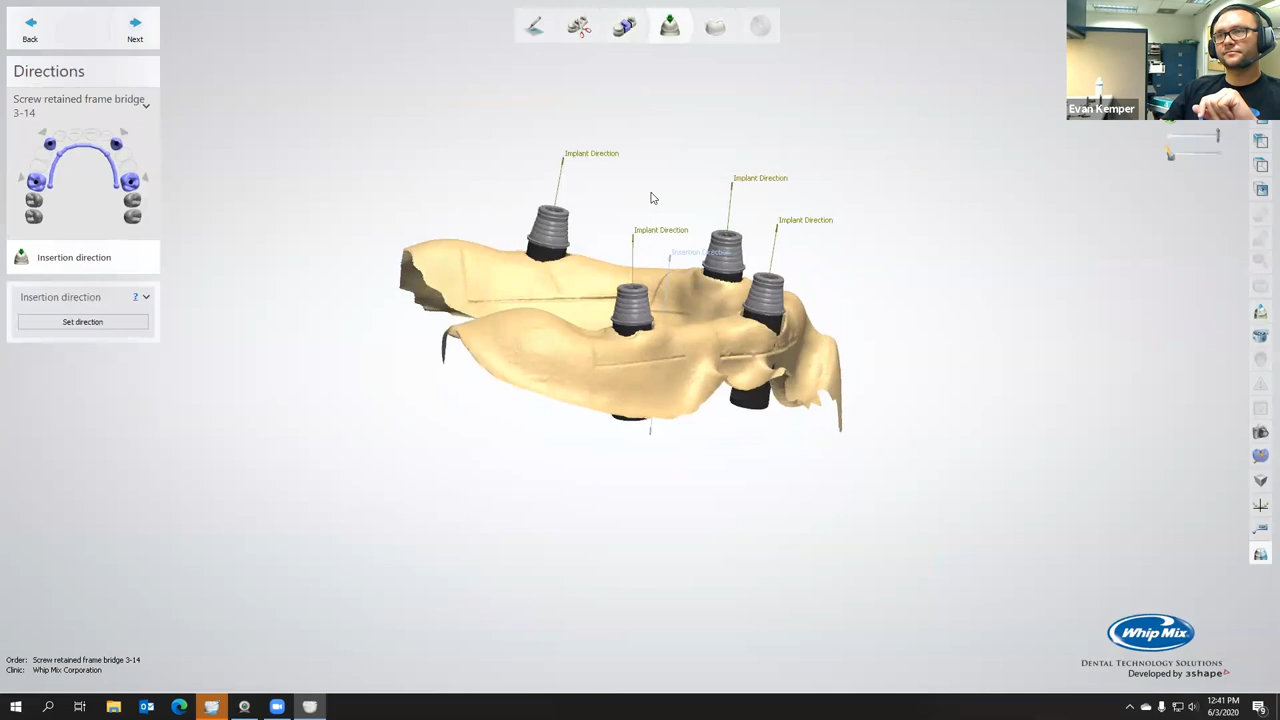 Back
Next
Directions
Screw retained frame bridge
3-14
Insertion direction
Insertion direction ?
Set direction
Implant Direction
Implant Direction
Implant Direction
Implant Direction
Insertion Direction
Evan Kemper
Order: Screw retained frame bridge 3-14
Clinic: Whip Mix Corporation
Whip Mix
DENTAL TECHNOLOGY SOLUTIONS
Developed by 3shape
12:41 PM
6/3/2020